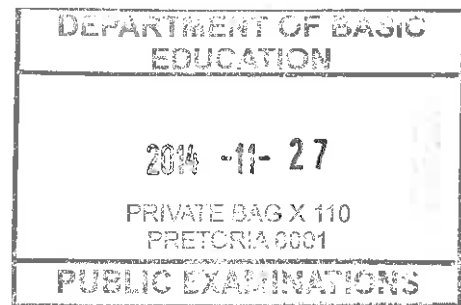 DEPARTMENT OF BASIC
EDUCATION
2014 -11- 27
PRIVATE BAG X 110
PRETORIA 0001
PUBLIC EXAMINATIONS